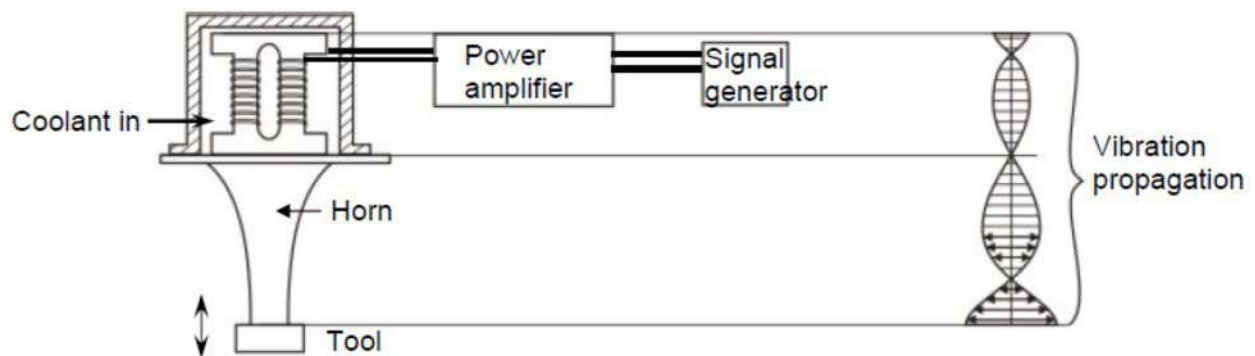 Power
amplifier
Signal
generator
Coolant in
Vibration
propagation
Horn
Tool